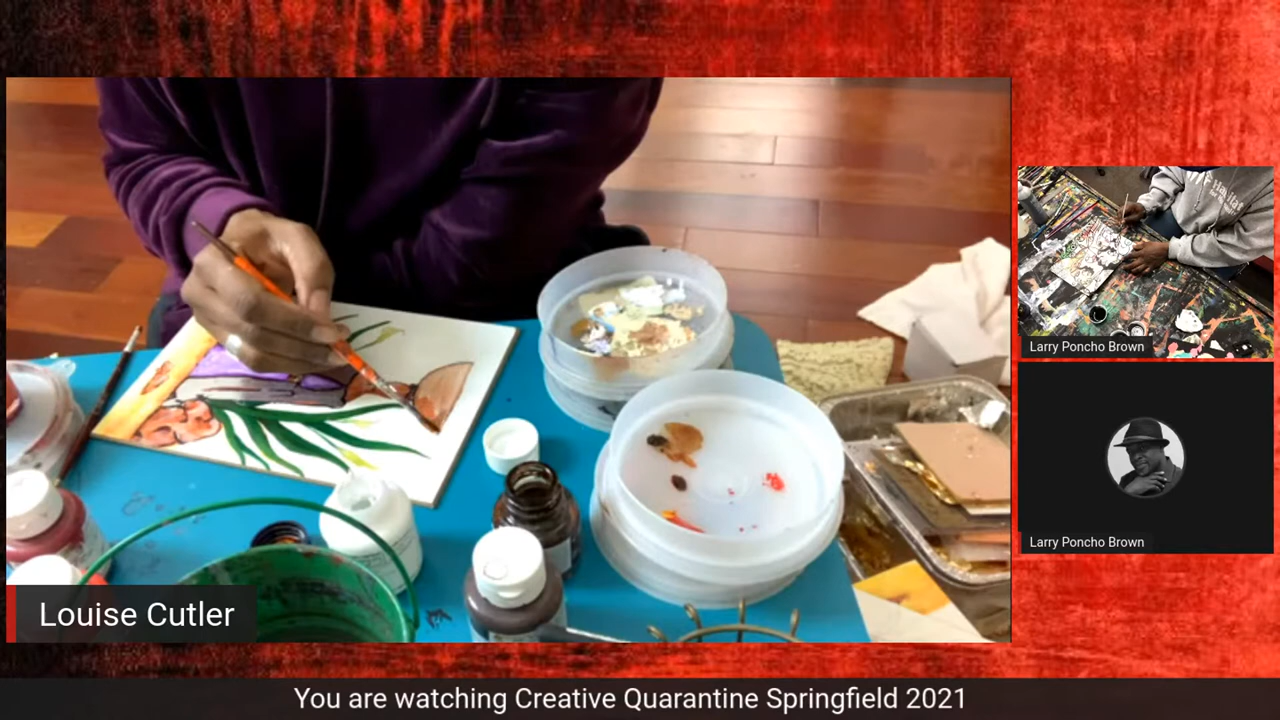 Larry Poncho Brown
Larry Poncho Brown
Louise Cutler
You are watching Creative Quarantine Springfield 2021